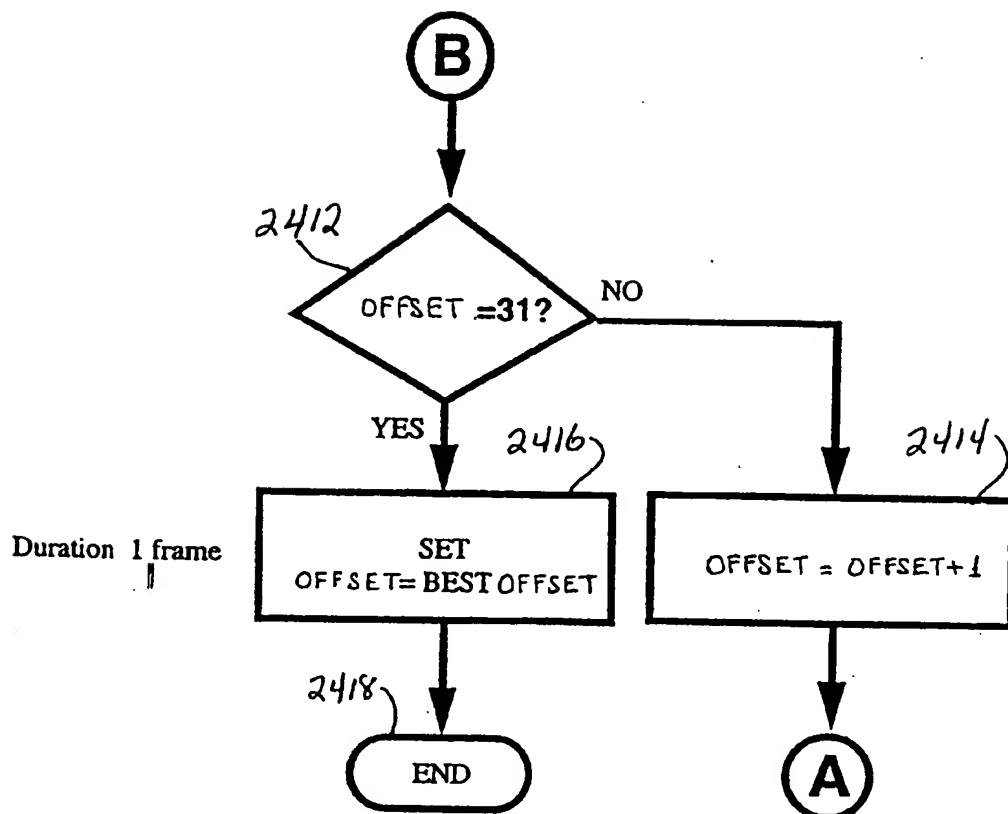 B
2412
OFFSET =31?
NO
YES
2416
2414
Duration 1 frame
SET
OFFSET= BEST OFFSET
OFFSET = OFFSET+1
2418
END
A